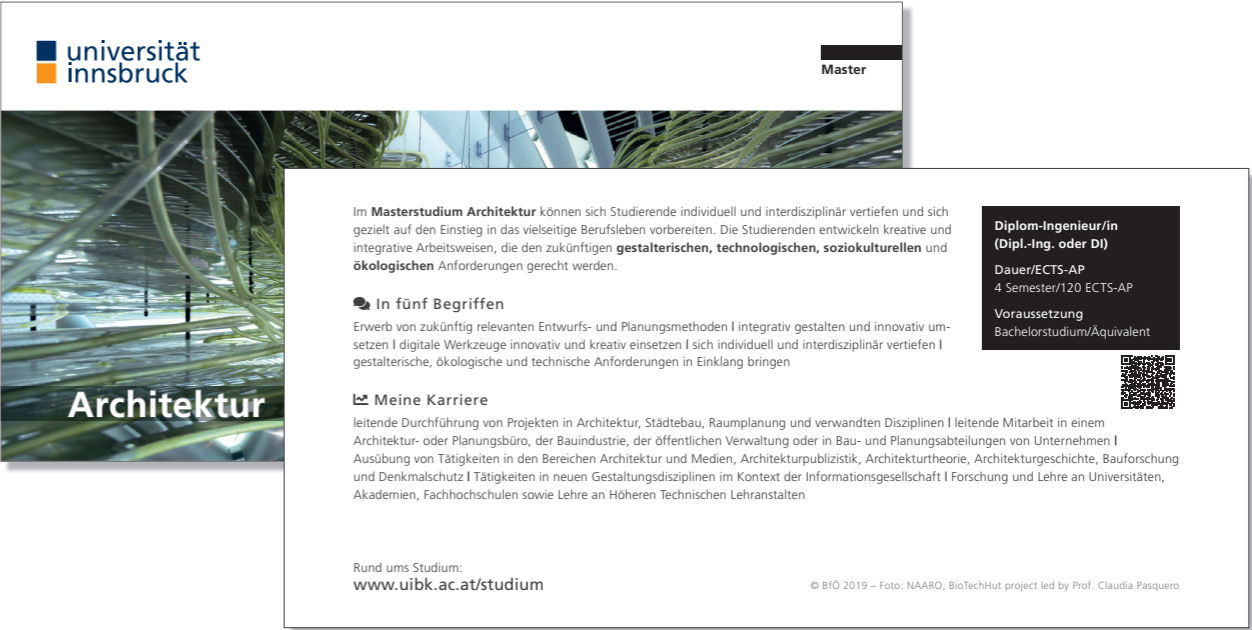 universität
innsbruck
Master
Architektur
Im Masterstudium Architektur können sich Studierende individuell und interdisziplinär vertiefen und sich
gezielt auf den Einstieg in das vielseitige Berufsleben vorbereiten. Die Studierenden entwickeln kreative und
integrative Arbeitsweisen, die den zukünftigen gestalterischen, technologischen, soziokulturellen und
ökologischen Anforderungen gerecht werden.
In fünf Begriffen
Erwerb von zukünftig relevanten Entwurfs- und Planungsmethoden I integrativ gestalten und innovativ um-
setzen I digitale Werkzeuge innovativ und kreativ einsetzen I sich individuell und interdisziplinär vertiefen I
gestalterische, ökologische und technische Anforderungen in Einklang bringen
Meine Karriere
leitende Durchführung von Projekten in Architektur, Städtebau, Raumplanung und verwandten Disziplinen I leitende Mitarbeit in einem
Architektur- oder Planungsbüro, der Bauindustrie, der öffentlichen Verwaltung oder in Bau- und Planungsabteilungen von Unternehmen I
Ausübung von Tätigkeiten in den Bereichen Architektur und Medien, Architekturpublizistik, Architekturtheorie, Architekturgeschichte, Bauforschung
und Denkmalschutz I Tätigkeiten in neuen Gestaltungsdisziplinen im Kontext der Informationsgesellschaft I Forschung und Lehre an Universitäten,
Akademien, Fachhochschulen sowie Lehre an Höheren Technischen Lehranstalten
Diplom-Ingenieur/in
(Dipl.-Ing. oder DI)
Dauer/ECTS-AP
4 Semester/120 ECTS-AP
Voraussetzung
Bachelorstudium/Äquivalent
Rund ums Studium:
www.uibk.ac.at/studium
© BfÖ 2019 – Foto: NAARO; BioTechHut project led by Prof. Claudia Pasquero